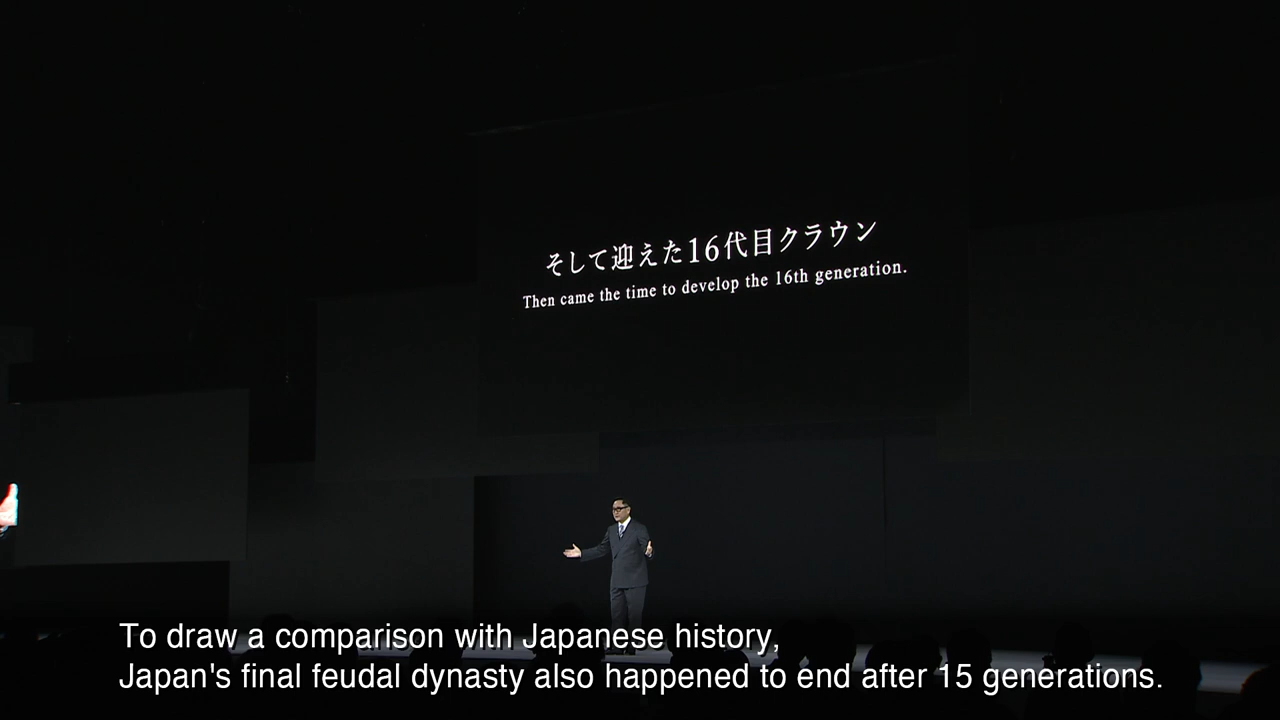 そして迎えた16代目クラウン
Then came the time to develop the 16th generation.
To draw a comparison with Japanese history,
Japan's final feudal dynasty also happened to end after 15 generations.